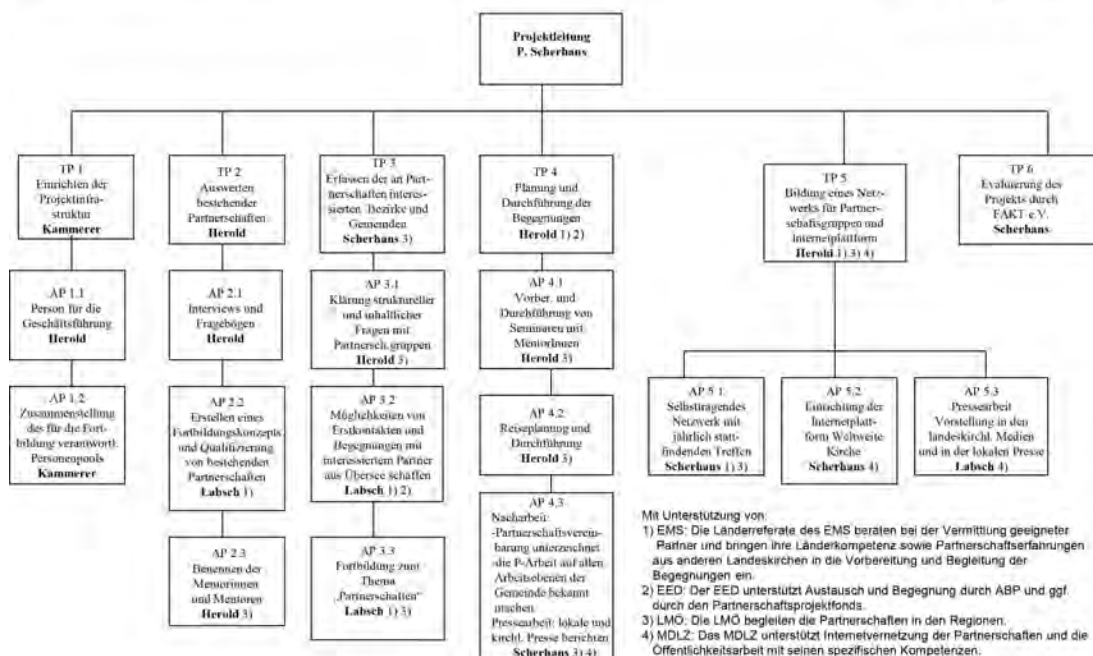 Projektleitung
P. Scherhans
TP 1
Einrichten der
Projektinfra-
struktur
Kammerer
TP 2
Auswerten
bestehender
Partnerschaften
Herold
TP 3
Erfassen der an Part-
nerschaften interes-
sierten Bezirke und
Gemeinden
Scherhans 3)
TP 4
Planung und
Durchführung der
Begegnungen
Herold 1) 2)
TP 5
Bildung eines Netz-
werks für Partner-
schaftsgruppen und
Internetplattform
Herold 1) 3) 4)
TP 6
Evaluierung des
Projekts durch
FAKT e.V.
Scherhans
AP 1.1
Person für die
Geschäftsführung
Herold
AP 2.1
Interviews und
Fragebögen
Herold
AP 3.1
Klärung struktureller
und inhaltlicher
Fragen mit
Partnersch.gruppen
Herold 3)
AP 4.1
Vorber. und
Durchführung von
Seminaren mit
MentorInnen
Herold 3)
AP 1.2
Zusammenstellung
des für die Fort-
bildung verantwortl.
Personenpools
Kammerer
AP 2.2
Erstellen eines
Fortbildungskonzepts
und Qualifizierung
von bestehenden
Partnerschaften
Labsch 1)
AP 3.2
Möglichkeiten von
Erstkontakten und
Begegnungen mit
interessiertem Partner
aus Übersee schaffen
Labsch 1) 2)
AP 4.2
Reiseplanung und
Durchführung
Herold 3)
AP 5.1
Selbsttragendes
Netzwerk mit
jährlich statt-
findenden Treffen
Scherhans 1) 3)
AP 5.2
Einrichtung der
Internetplatt-
form Weltweite
Kirche
Scherhans 4)
AP 5.3
Pressearbeit
Vorstellung in den
landeskirchl. Medien
und in der lokalen Presse
Labsch 4)
AP 2.3
Benennen der
Mentorinnen
und Mentoren
Herold 3)
AP 3.3
Fortbildung zum
Thema
„Partnerschaften“
Labsch 1) 3)
AP 4.3
Nacharbeit:
-Partnerschaftsverein-
barung unterzeichnet
-die P-Arbeit auf allen
Arbeitsebenen der
Gemeinde bekannt
machen
Pressearbeit: lokale und
kirchl. Presse berichten
Scherhans 3) 4)
Mit Unterstützung von:
1) EMS: Die Länderreferate des EMS beraten bei der Vermittlung geeigneter
Partner und bringen ihre Länderkompetenz sowie Partnerschaftserfahrungen
aus anderen Landeskirchen in die Vorbereitung und Begleitung der
Begegnungen ein.
2) EED: Der EED unterstützt Austausch und Begegnung durch ABP und ggf.
durch den Partnerschaftsprojektfonds.
3) LMÖ: Die LMÖ begleiten die Partnerschaften in den Regionen.
4) MDLZ: Das MDLZ unterstützt Internetvernetzung der Partnerschaften und die
Öffentlichkeitsarbeit mit seinen spezifischen Kompetenzen.